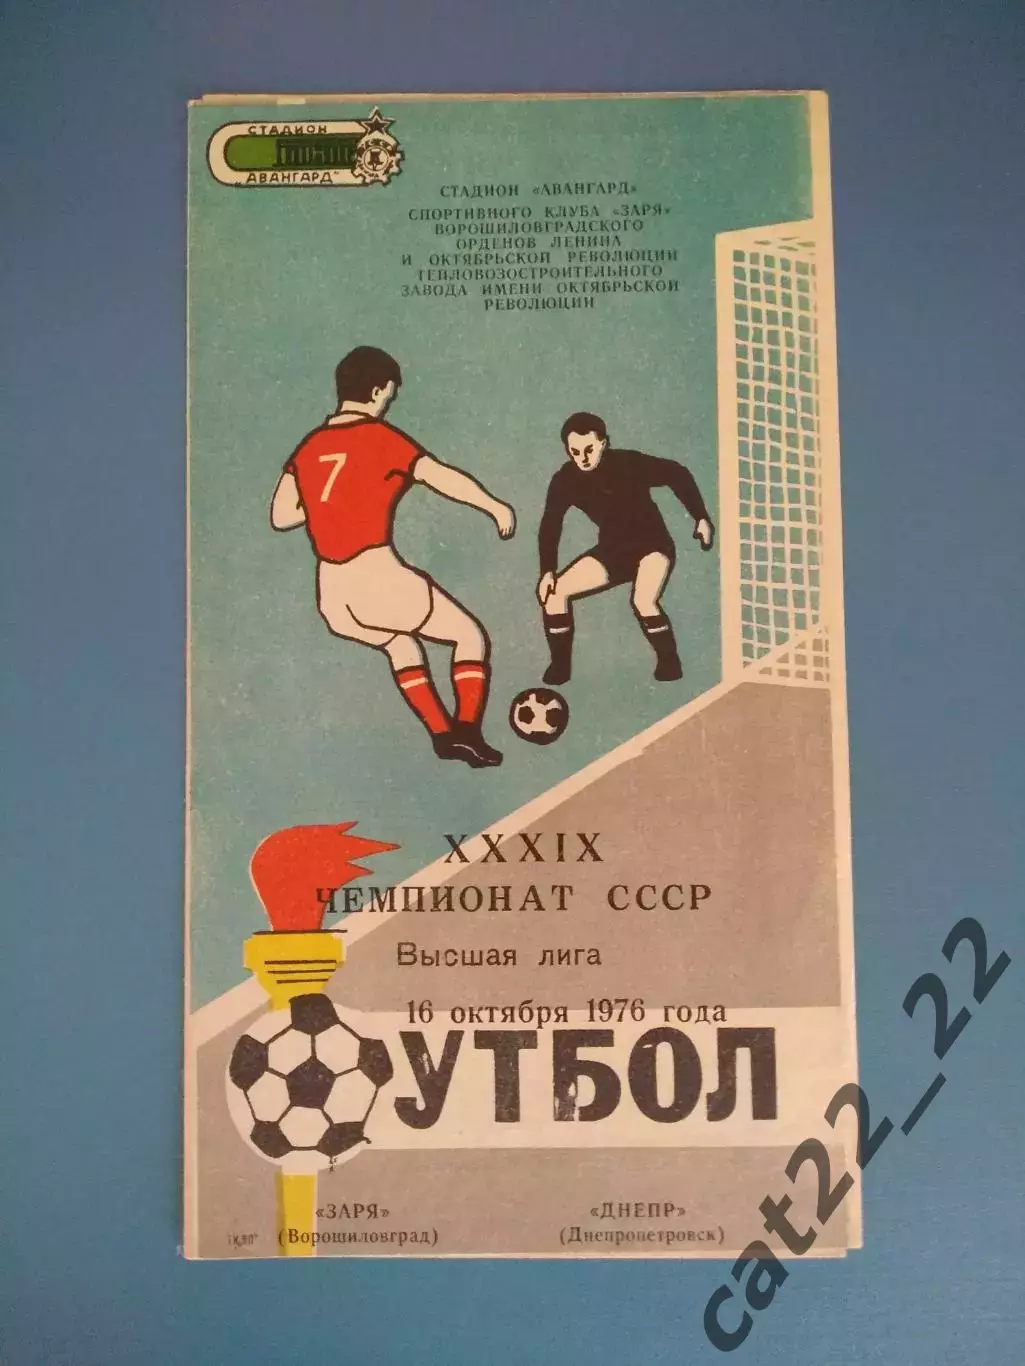 СТАДИОН
„АВАНГАРД"
СТАДИОН «АВАНГАРД»
СПОРТИВНОГО КЛУБА «ЗАРЯ»
ВОРОШИЛОВГРАДСКОГО
ОРДЕНОВ ЛЕНИНА
И ОКТЯБРЬСКОЙ РЕВОЛЮЦИИ
ТЕПЛОВОЗОСТРОИТЕЛЬНОГО
ЗАВОДА ИМЕНИ ОКТЯБРЬСКОЙ
РЕВОЛЮЦИИ
7
XXXIX
ЧЕМПИОНАТ СССР
Высшая лига
16 октября 1976 года
ФУТБОЛ
«ЗАРЯ» «ДНЕПР»
(Ворошиловград) (Днепропетровск)
cat22_22